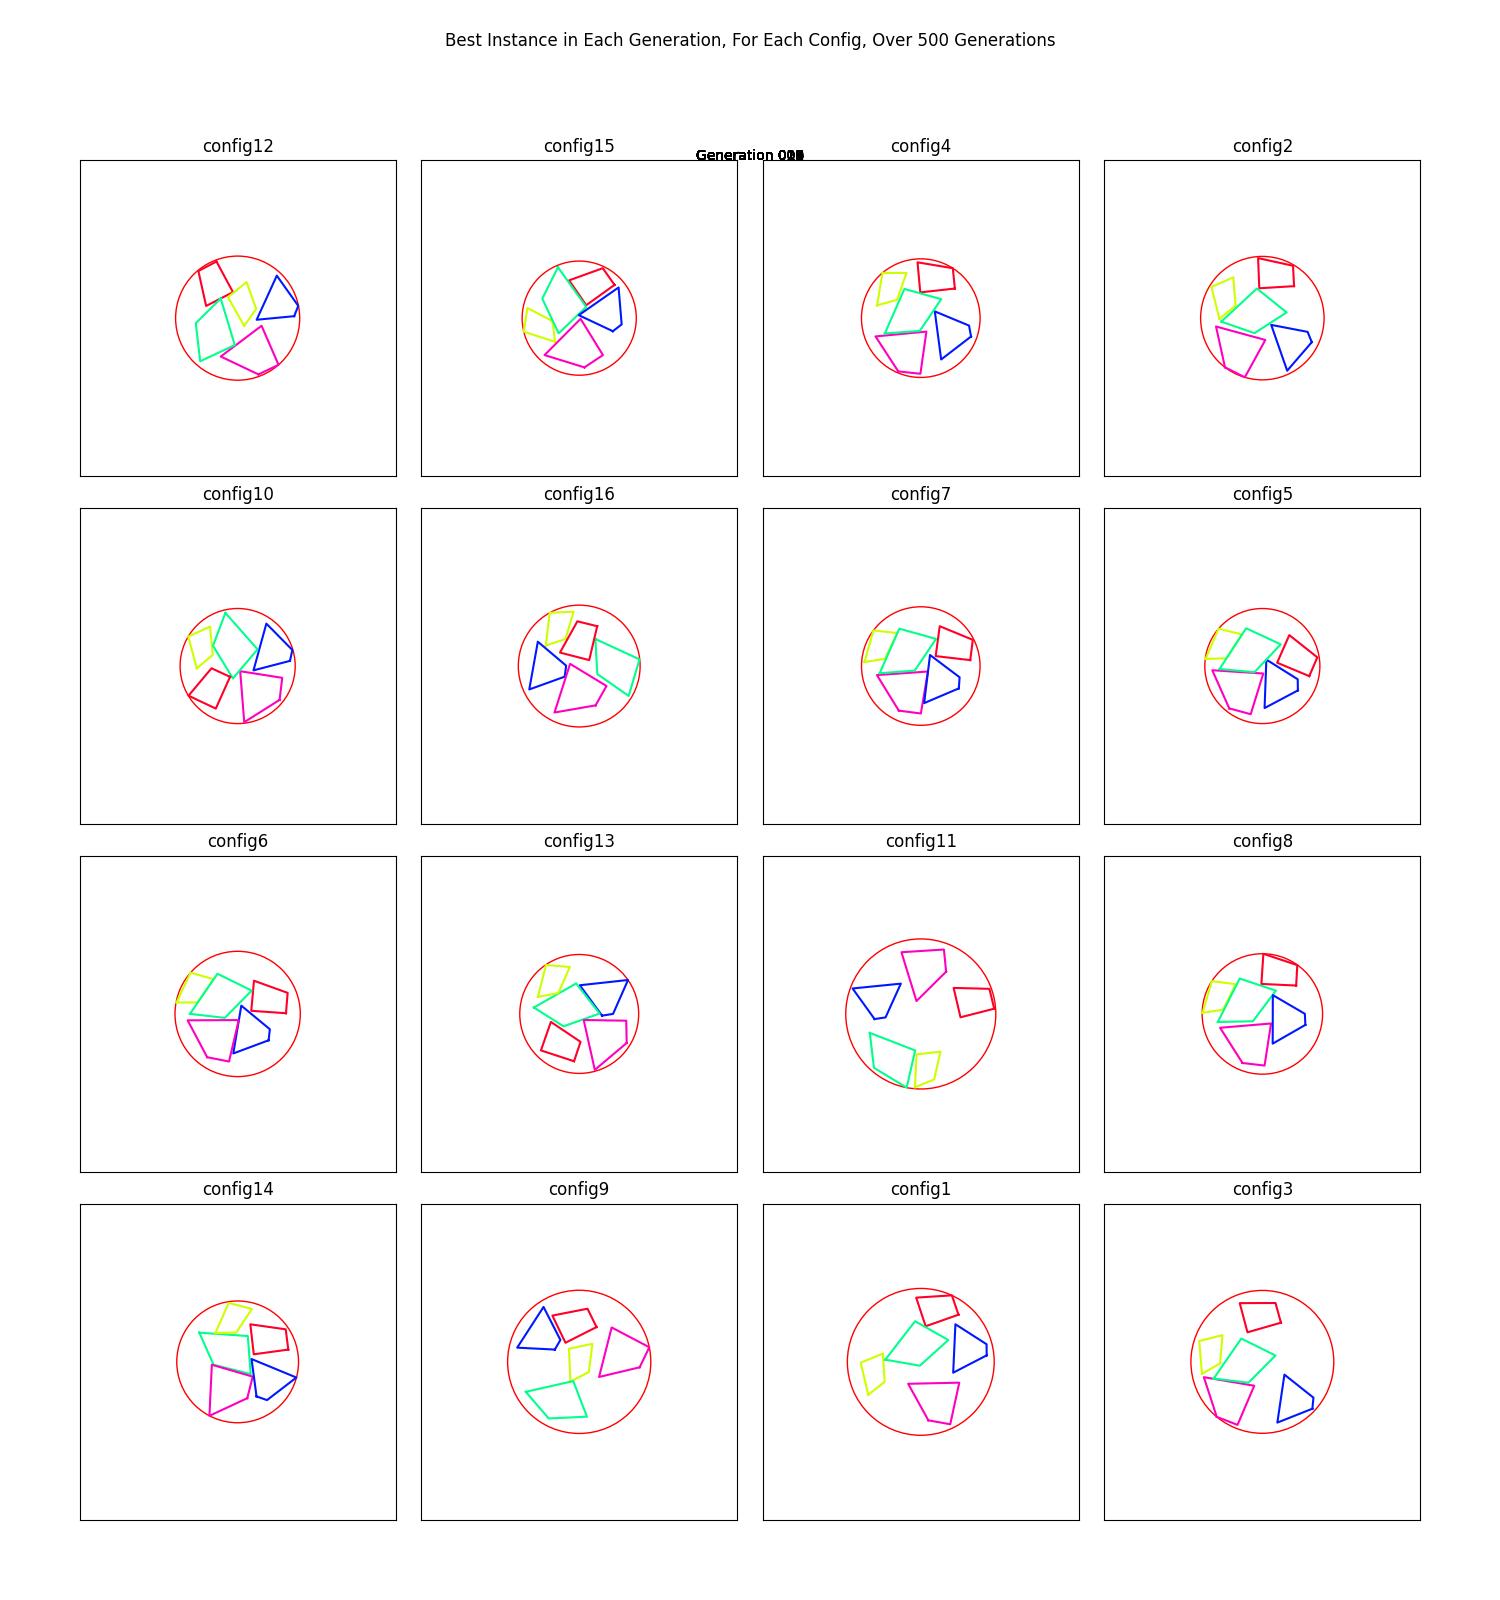 Best Instance in Each Generation, For Each Config, Over 500 Generations
config12
config15
Generation
config4
config2
config10
config16
config7
config5
config6
config13
config11
config8
config14
config9
config1
config3